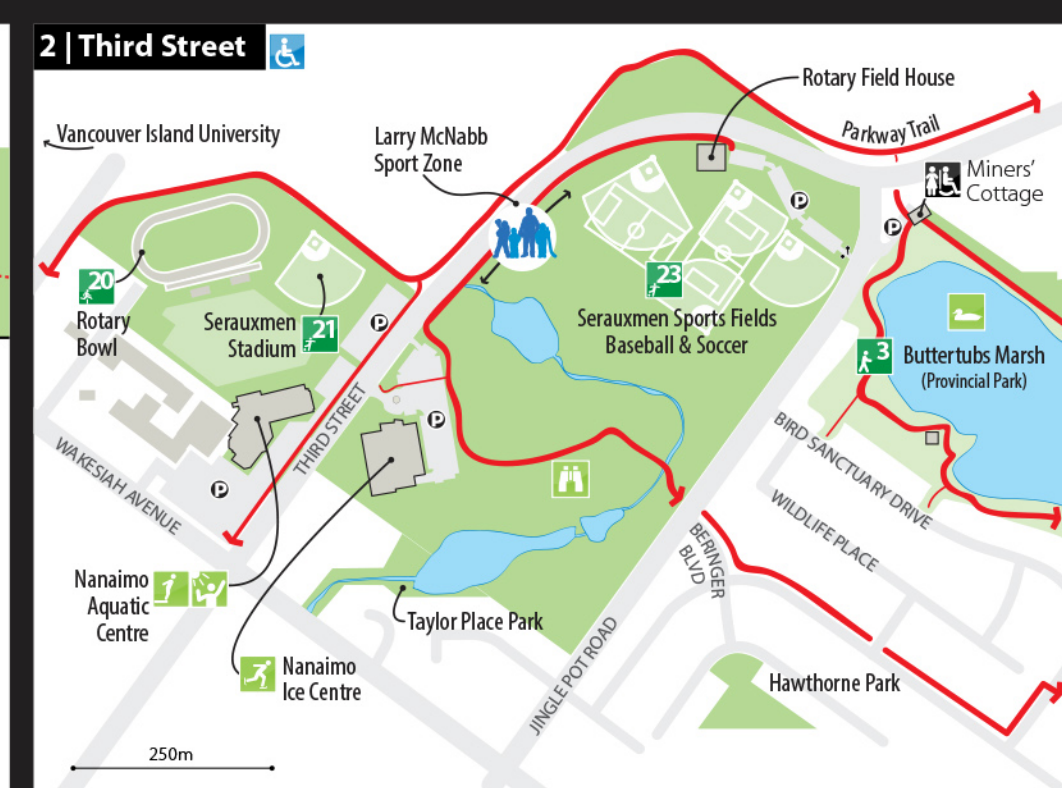 2 | Third Street
Vancouver Island University
Larry McNabb
Sport Zone
Rotary Field House
Parkway Trail
Miners'
Cottage
P
P
20
Rotary
Bowl
Serauxmen
Stadium
21
P
23
Serauxmen Sports Fields
Baseball & Soccer
3
Buttertubs Marsh
(Provincial Park)
THIRD STREET
P
BIRD SANCTUARY DRIVE
WAKESIAH AVENUE
P
WILDLIFE PLACE
BERINGER
BLVD
Nanaimo
Aquatic
Centre
Taylor Place Park
Nanaimo
Ice Centre
JINGLE POT ROAD
Hawthorne Park
250m